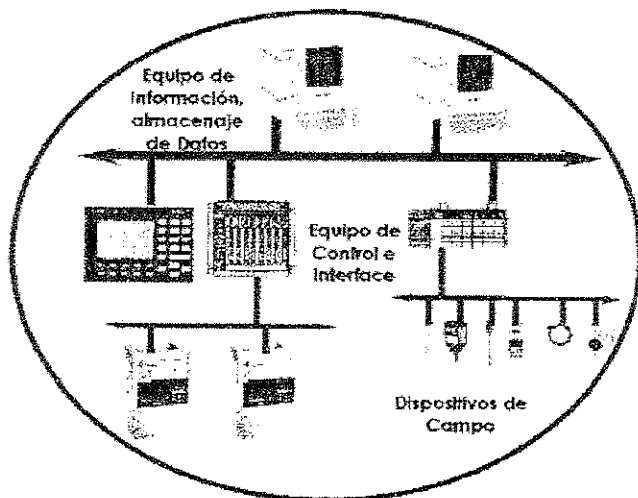 Equipo de
Información,
almacenaje
de Datos
Equipo de
Control e
Interface
Dispositivos de
Campo